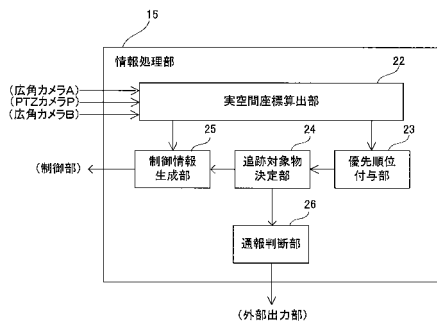 15
情報処理部
22
(広角カメラA)
(PTZカメラP)
(広角カメラB)
実空間座標算出部
25
24
23
(制御部)
制御情報
生成部
追跡対象物
決定部
優先順位
付与部
26
通報判断部
(外部出力部)